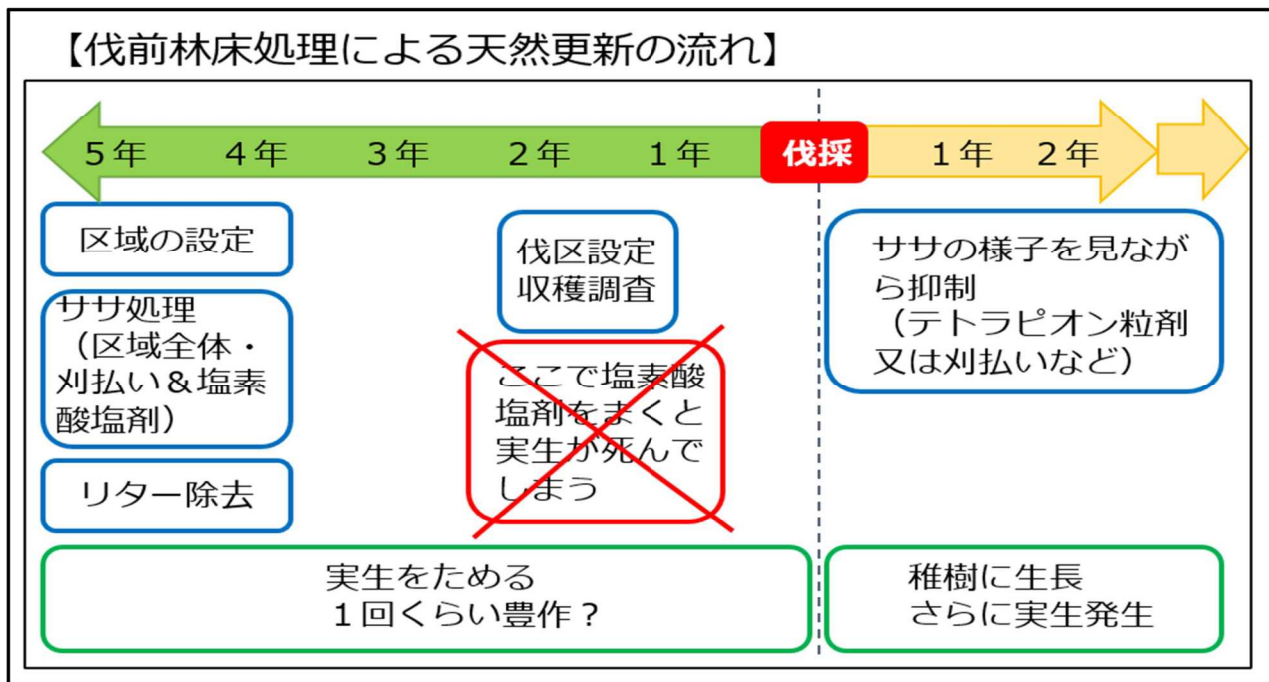 【伐前林床処理による天然更新の流れ】
5年 4年 3年 2年 1年 伐採 1年 2年
区域の設定
ササ処理
（区域全体・
刈払い＆塩素
酸塩剤）
リター除去
伐区設定
収穫調査
ここで塩素酸
塩剤をまくと
実生が死んで
しまう
ササの様子を見なが
ら抑制
（テトラピオン粒剤
又は刈払いなど）
実生をためる
１回くらい豊作？
稚樹に生長
さらに実生発生